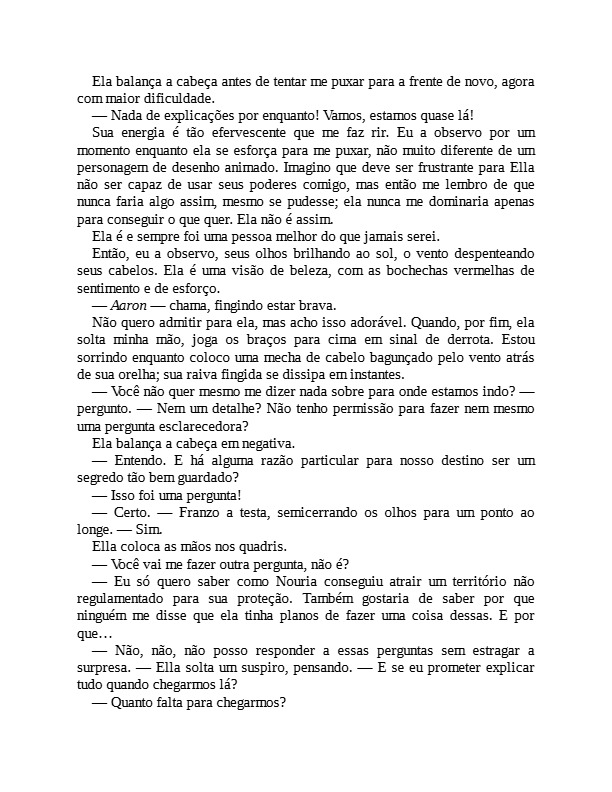 Ela balança a cabeça antes de tentar me puxar para a frente de novo, agora
com maior dificuldade.
— Nada de explicações por enquanto! Vamos, estamos quase lá!
Sua energia é tão efervescente que me faz rir. Eu a observo por um
momento enquanto ela se esforça para me puxar, não muito diferente de um
personagem de desenho animado. Imagino que deve ser frustrante para Ella
não ser capaz de usar seus poderes comigo, mas então me lembro de que
nunca faria algo assim, mesmo se pudesse; ela nunca me dominaria apenas
para conseguir o que quer. Ela não é assim.
Ela é e sempre foi uma pessoa melhor do que jamais serei.
Então, eu a observo, seus olhos brilhando ao sol, o vento despenteando
seus cabelos. Ela é uma visão de beleza, com as bochechas vermelhas de
sentimento e de esforço.
— Aaron — chama, fingindo estar brava.
Não quero admitir para ela, mas acho isso adorável. Quando, por fim, ela
solta minha mão, joga os braços para cima em sinal de derrota. Estou
sorrindo enquanto coloco uma mecha de cabelo bagunçado pelo vento atrás
de sua orelha; sua raiva fingida se dissipa em instantes.
— Você não quer mesmo me dizer nada sobre para onde estamos indo? —
pergunto. — Nem um detalhe? Não tenho permissão para fazer nem mesmo
uma pergunta esclarecedora?
Ela balança a cabeça em negativa.
— Entendo. E há alguma razão particular para nosso destino ser um
segredo tão bem guardado?
— Isso foi uma pergunta!
— Certo. — Franzo a testa, semicerrando os olhos para um ponto ao
longe. — Sim.
Ella coloca as mãos nos quadris.
— Você vai me fazer outra pergunta, não é?
— Eu só quero saber como Nouria conseguiu atrair um território não
regulamentado para sua proteção. Também gostaria de saber por que
ninguém me disse que ela tinha planos de fazer uma coisa dessas. E por
que…
— Não, não, não posso responder a essas perguntas sem estragar a
surpresa. — Ella solta um suspiro, pensando. — E se eu prometer explicar
tudo quando chegarmos lá?
— Quanto falta para chegarmos?